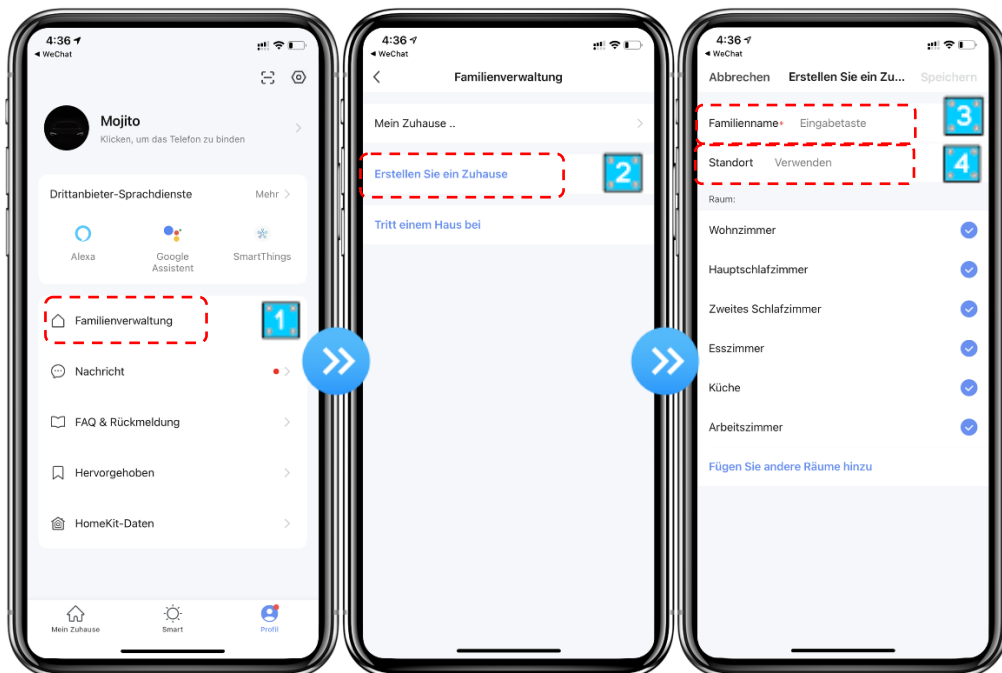 4:36
◀ WeChat
Mojito
Klicken, um das Telefon zu binden
Drittanbieter-Sprachdienste
Mehr
Alexa
Google
Assistent
SmartThings
Familienverwaltung
1
Nachricht
FAQ & Rückmeldung
Hervorgehoben
HomeKit-Daten
Mein Zuhause
Smart
Profil
4:36
◀ WeChat
Familienverwaltung
Mein Zuhause ..
Erstellen Sie ein Zuhause
2
Tritt einem Haus bei
4:36
◀ WeChat
Abbrechen
Erstellen Sie ein Zu...
Speichern
Familienname* Eingabetaste
3
Standort Verwenden
4
Raum:
Wohnzimmer
Hauptschlafzimmer
Zweites Schlafzimmer
Esszimmer
Küche
Arbeitszimmer
Fügen Sie andere Räume hinzu